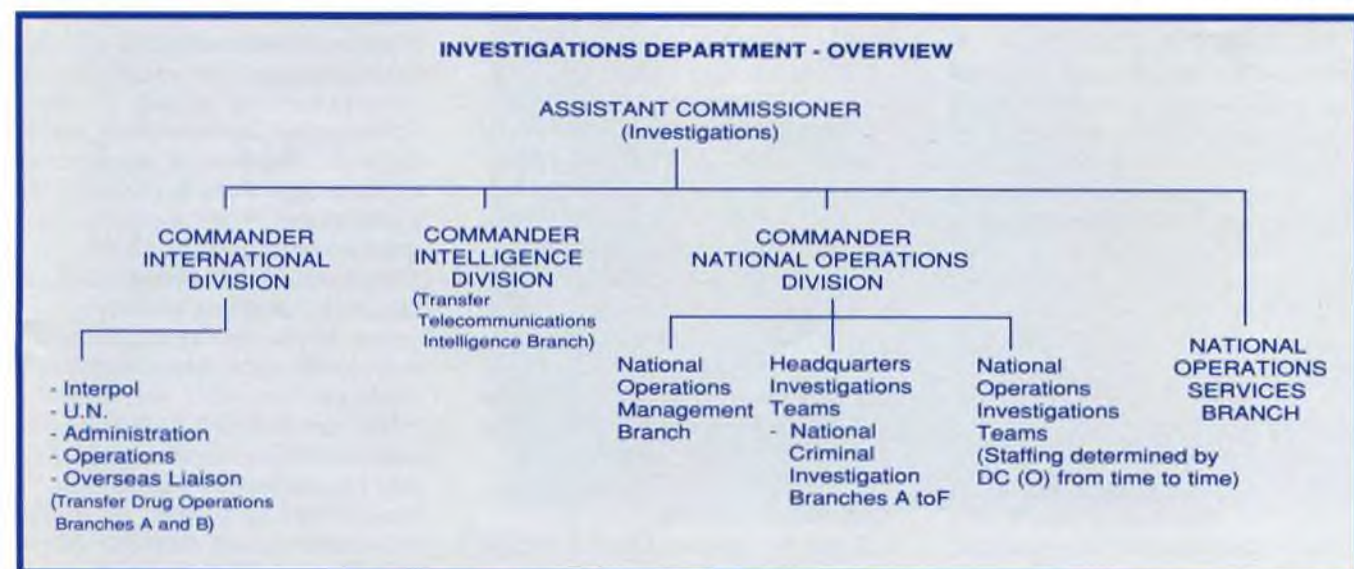 INVESTIGATIONS DEPARTMENT - OVERVIEW
ASSISTANT COMMISSIONER
(Investigations)
COMMANDER
INTERNATIONAL
DIVISION
- Interpol
- U.N.
- Administration
- Operations
- Overseas Liaison
(Transfer Drug Operations
Branches A and B)
COMMANDER
INTELLIGENCE
DIVISION
(Transfer
Telecommunications
Intelligence Branch)
COMMANDER
NATIONAL OPERATIONS
DIVISION
National
Operations
Management
Branch
Headquarters
Investigations
Teams
- National
Criminal
Investigation
Branches A toF
National
Operations
Investigations
Teams
(Staffing determined by
DC (O) from time to time)
NATIONAL
OPERATIONS
SERVICES
BRANCH